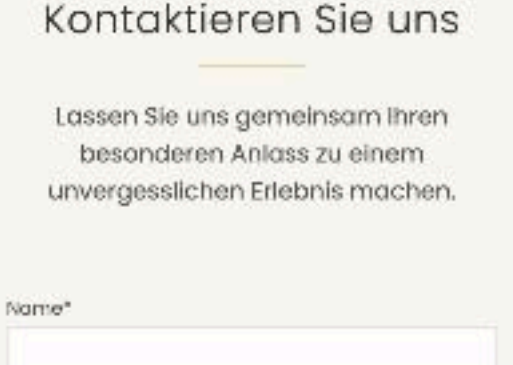 Kontaktieren Sie uns
Lassen Sie uns gemeinsam Ihren
besonderen Anlass zu einem
unvergesslichen Erlebnis machen.
Name*